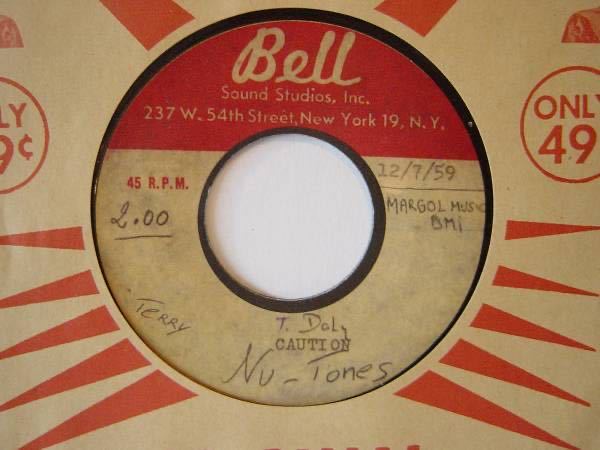 Bell
Sound Studios, Inc.
237 W. 54th Street, New York 19, N.Y.
45 R.P.M.
12/7/59
2.00
MARGOL MUSIC
BMI
Terry
T. Daly
CAUTION
Nu-Tones
LY
9¢
ONLY
49¢